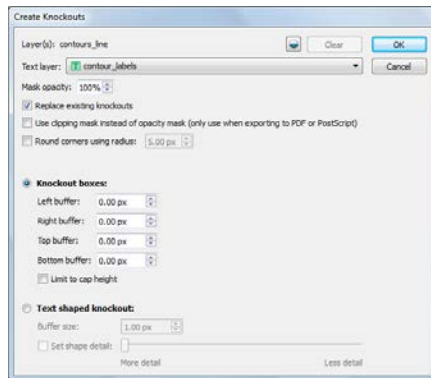 Create Knockouts
Layer(s): contours_line Clear OK
Text layer: T contour_labels Cancel
Mask opacity: 100%
Replace existing knockouts
Use clipping mask instead of opacity mask (only use when exporting to PDF or PostScript)
Round corners using radius: 5.00 px
Knockout boxes:
Left buffer: 0.00 px
Right buffer: 0.00 px
Top buffer: 0.00 px
Bottom buffer: 0.00 px
Limit to cap height
Text shaped knockout:
Buffer size: 1.00 px
Set shape detail:
More detail Less detail